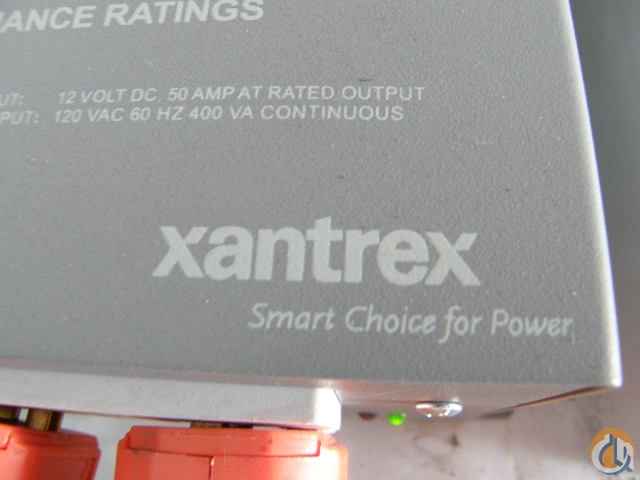 ANCE RATINGS
UT: 12 VOLT DC, 50 AMP AT RATED OUTPUT
PUT: 120 VAC 60 HZ 400 VA CONTINUOUS
xantrex
Smart Choice for Power